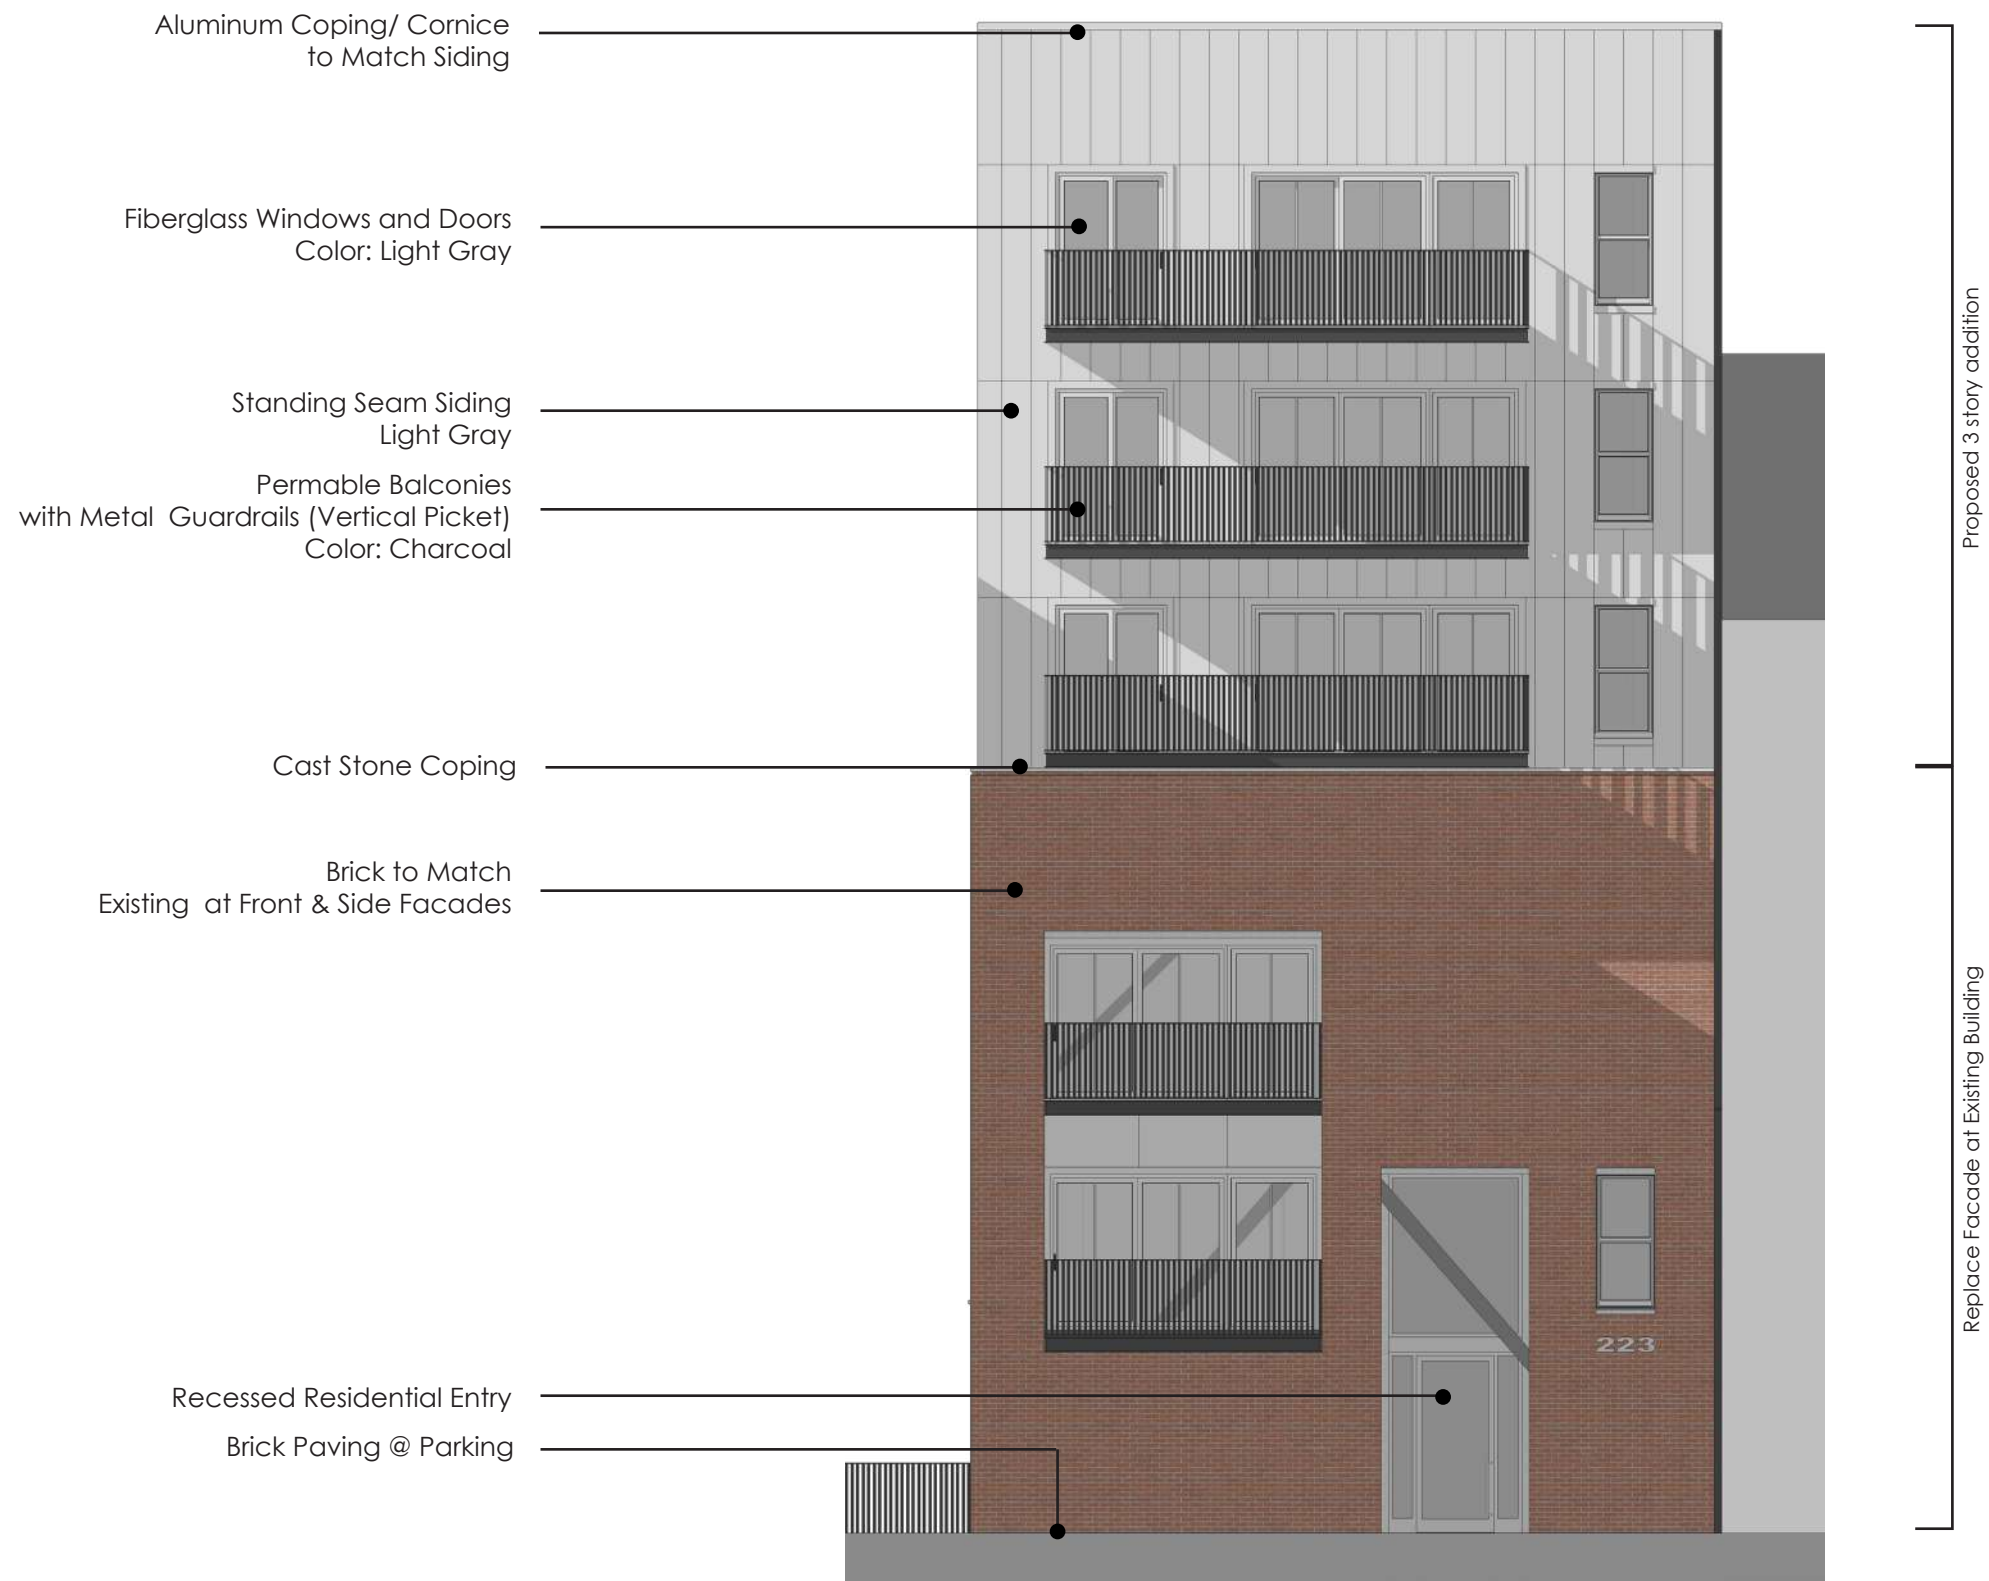 Aluminum Coping/ Cornice
to Match Siding
Fiberglass Windows and Doors
Color: Light Gray
Standing Seam Siding
Light Gray
Permable Balconies
with Metal  Guardrails (Vertical Picket)
Color: Charcoal
Cast Stone Coping
Brick to Match
Existing  at Front & Side Facades
Recessed Residential Entry
Brick Paving @ Parking
223
Proposed 3 story addition
Replace Facade at Existing Building